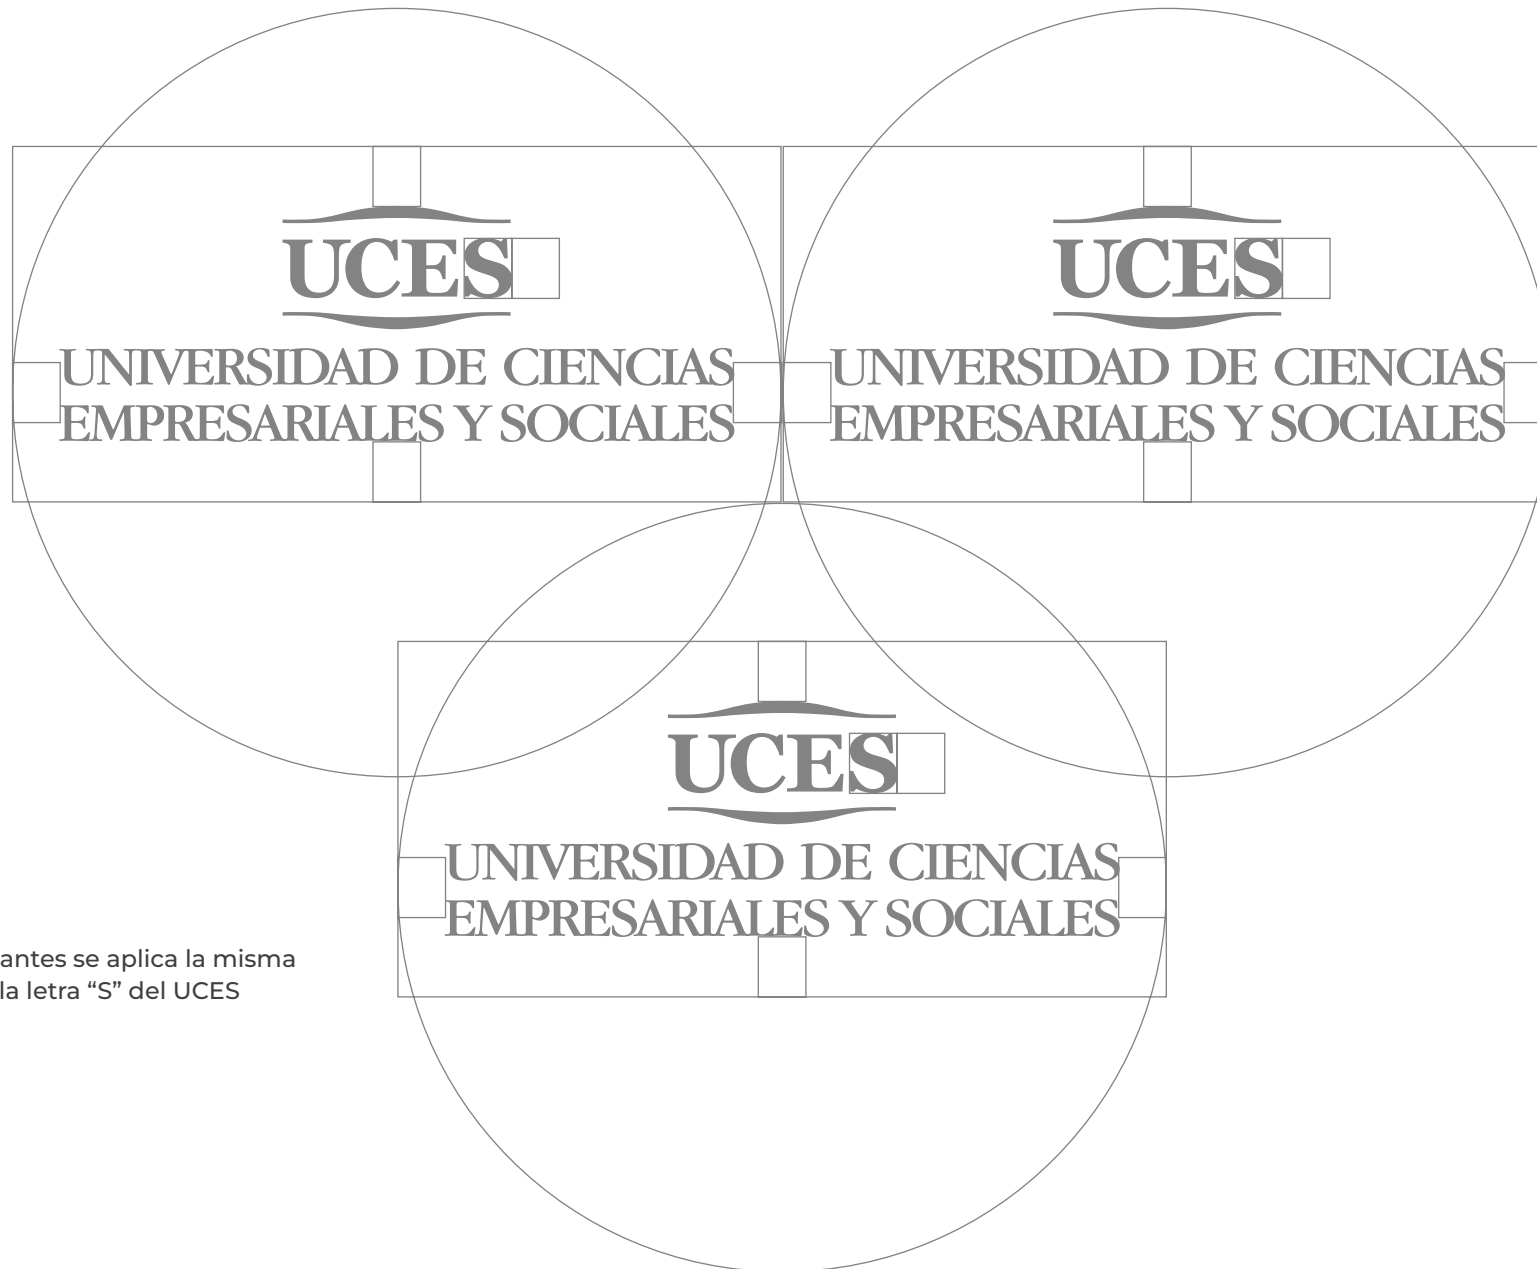 UCES
UNIVERSIDAD DE CIENCIAS
EMPRESARIALES Y SOCIALES
UCES
UNIVERSIDAD DE CIENCIAS
EMPRESARIALES Y SOCIALES
UCES
UNIVERSIDAD DE CIENCIAS
EMPRESARIALES Y SOCIALES
antes se aplica la misma
la letra “S” del UCES